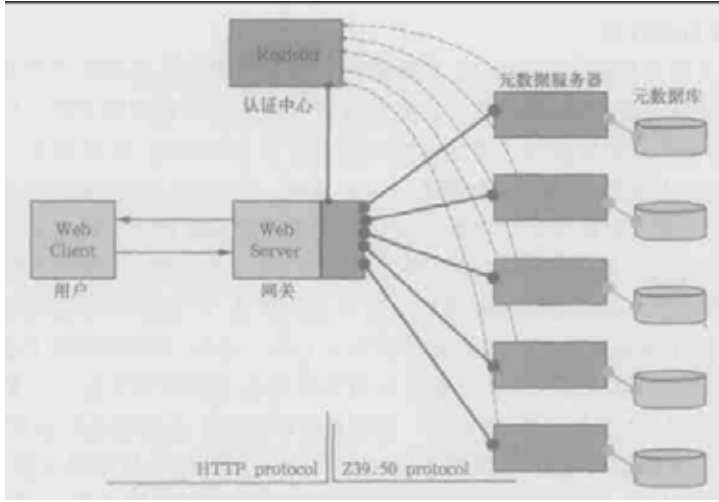 Register
认证中心
元数据服务器
元数据库
Web
Client
用户
Web
Server
网关
HTTP protocol
Z39.50 protocol